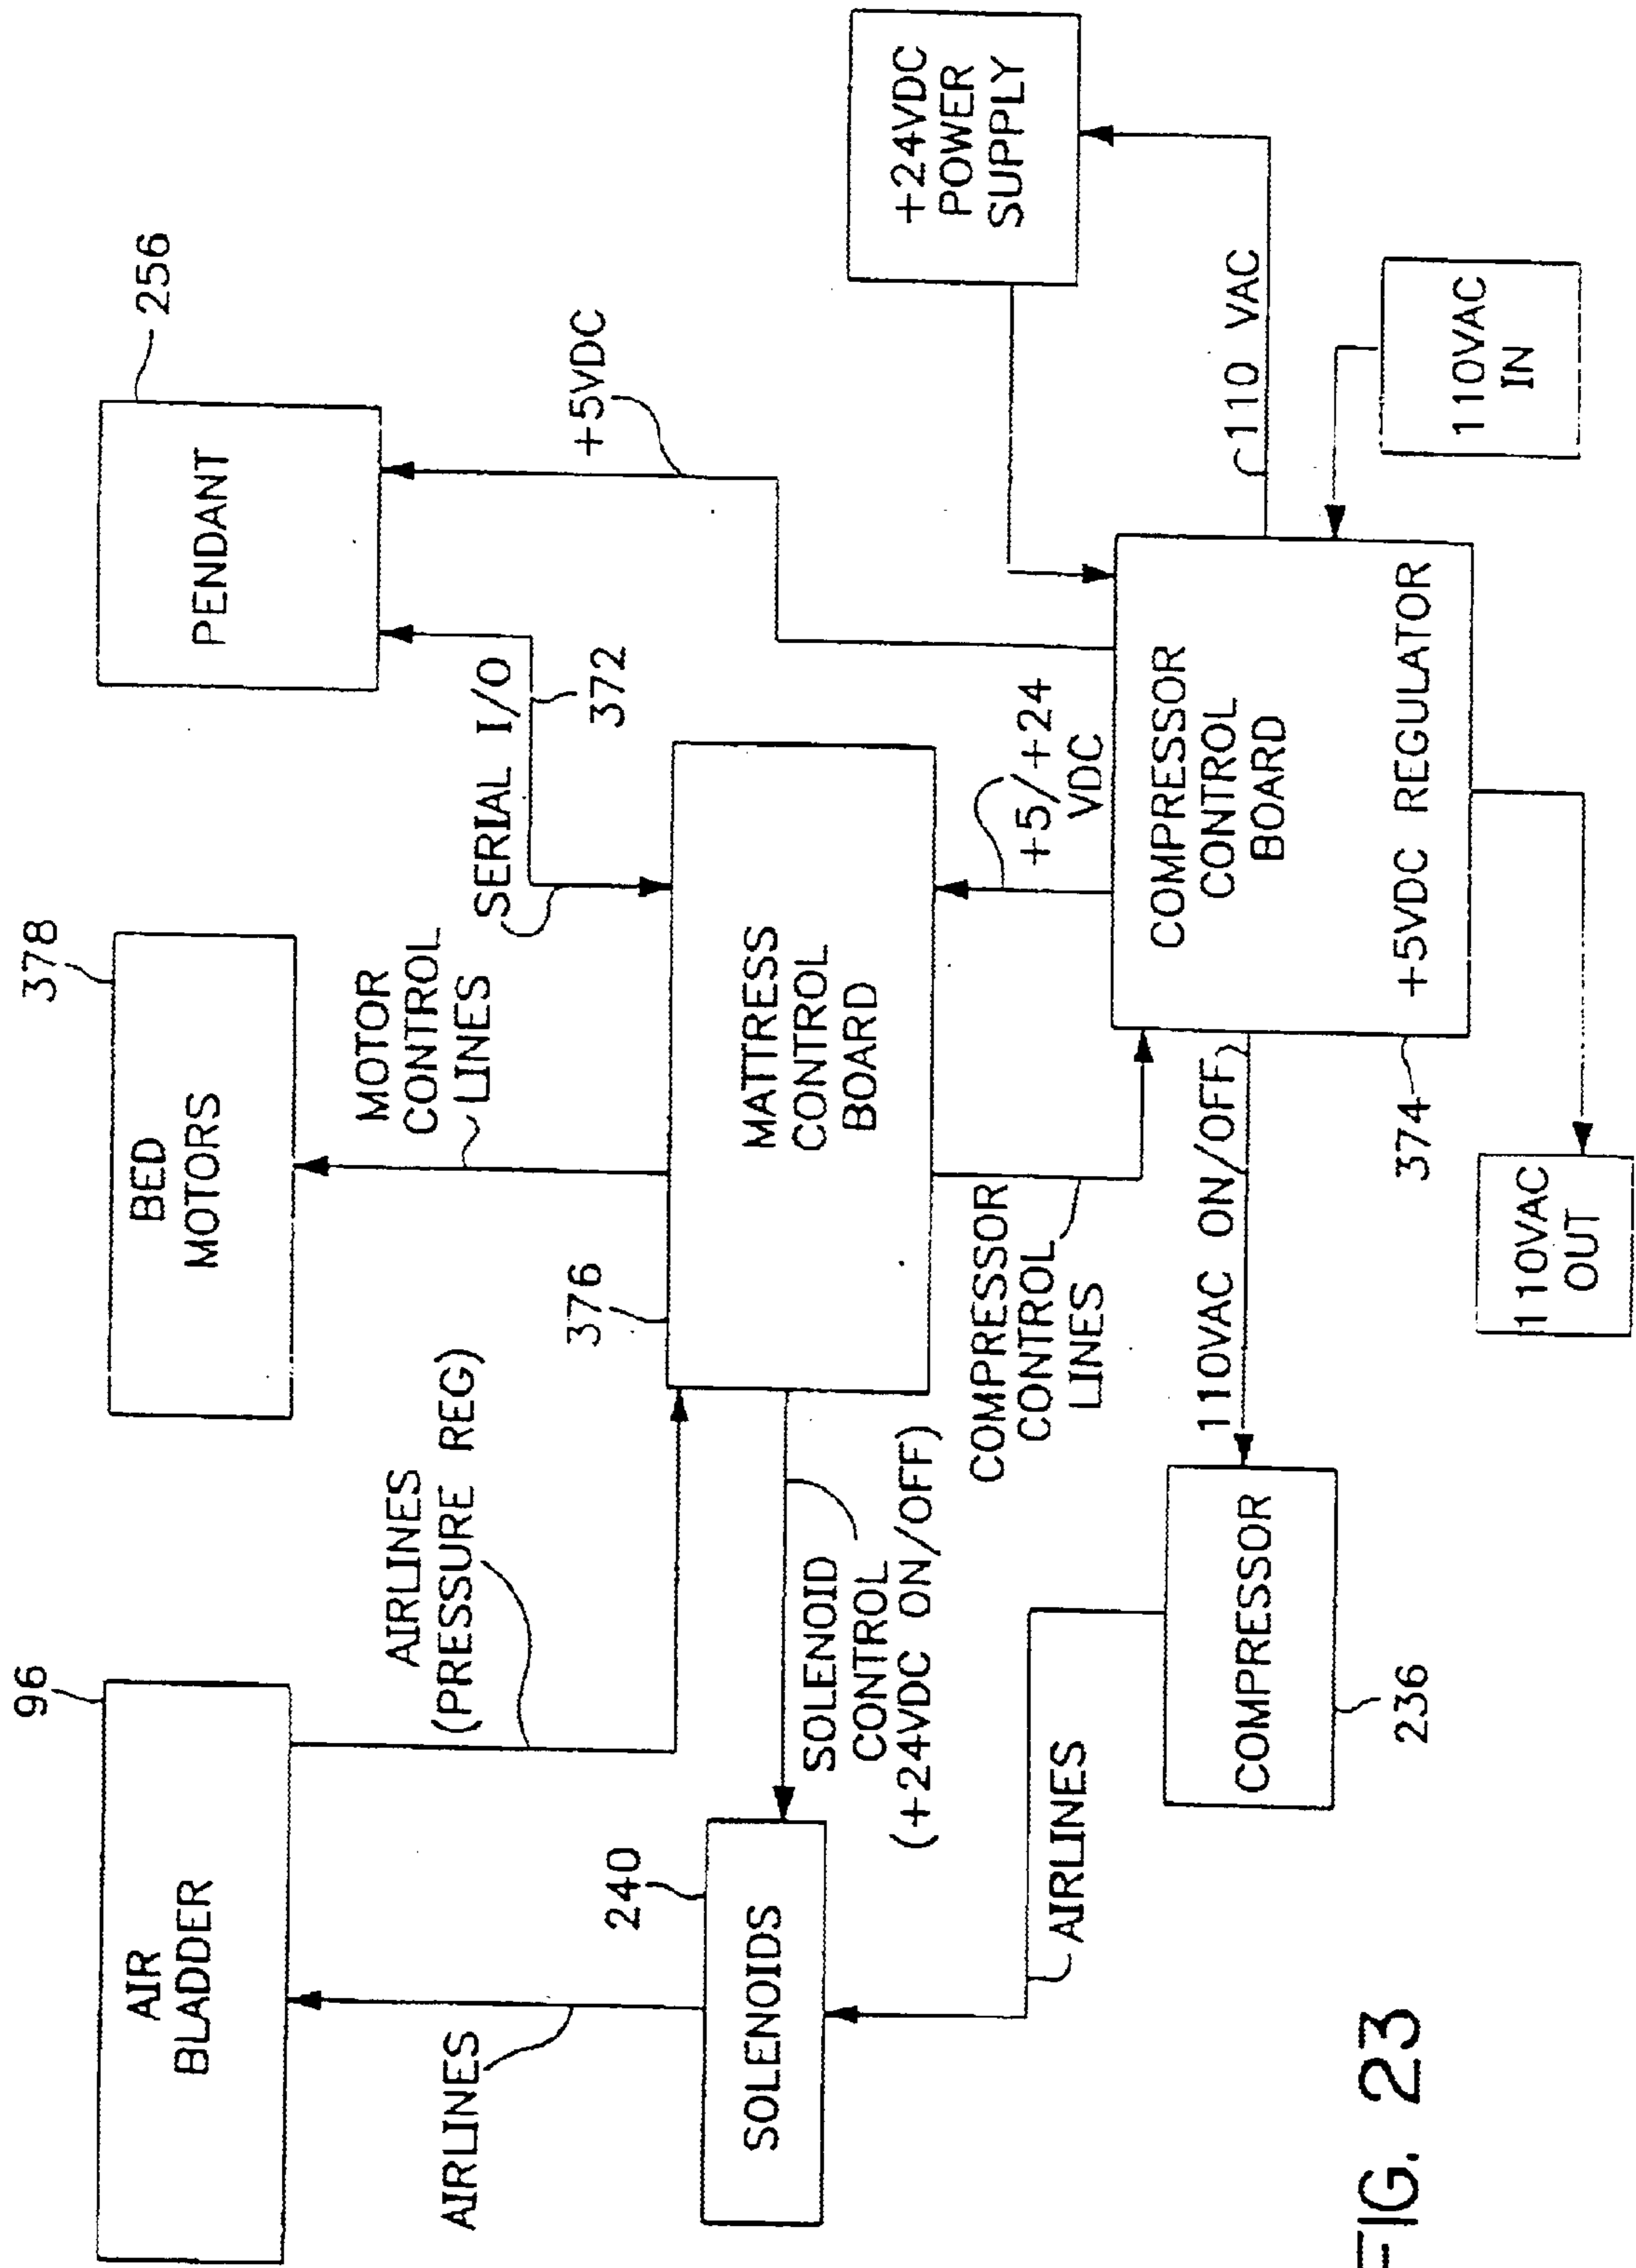 96
AIR
BLADDER
AIRLINES
AIRLINES
(PRESSURE REG)
378
BED
MOTORS
MOTOR
CONTROL
LINES
256
PENDANT
SERIAL I/O
372
+5VDC
240
SOLENOIDS
SOLENOID
CONTROL
(+24VDC ON/OFF)
376
MATTRESS
CONTROL
BOARD
+24VDC
POWER
SUPPLY
AIRLINES
COMPRESSOR
CONTROL
LINES
+5/+24
VDC
110 VAC
COMPRESSOR
236
110VAC ON/OFF
COMPRESSOR
CONTROL
BOARD
+5VDC REGULATOR
374
110VAC
IN
110VAC
OUT
FIG. 23